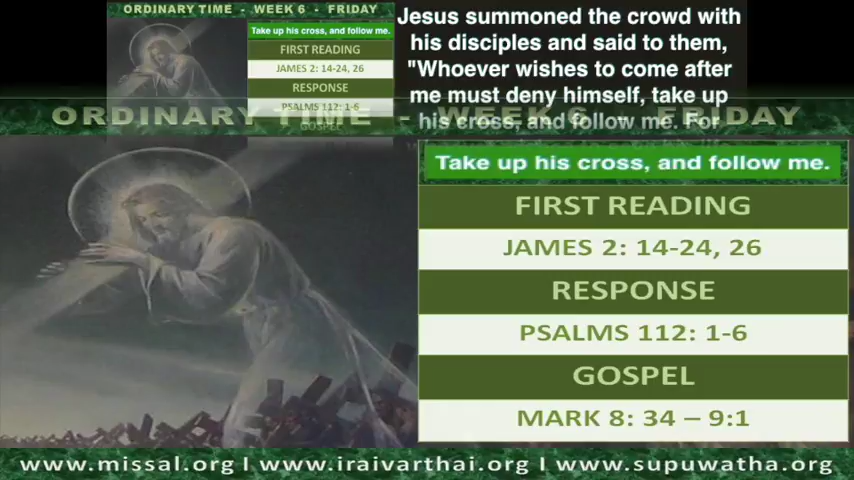 ORDINARY TIME - WEEK 6 - FRIDAY
Take up his cross, and follow me.
FIRST READING
JAMES 2: 14-24, 26
RESPONSE
PSALMS 112: 1-6
GOSPEL
Jesus summoned the crowd with
his disciples and said to them,
"Whoever wishes to come after
me must deny himself, take up
his cross, and follow me. For
ORDINARY TIME - WEEK 6 - FRIDAY
Take up his cross, and follow me.
FIRST READING
JAMES 2: 14-24, 26
RESPONSE
PSALMS 112: 1-6
GOSPEL
MARK 8: 34 – 9:1
www.missal.org I www.iraivarthai.org I www.supuwatha.org